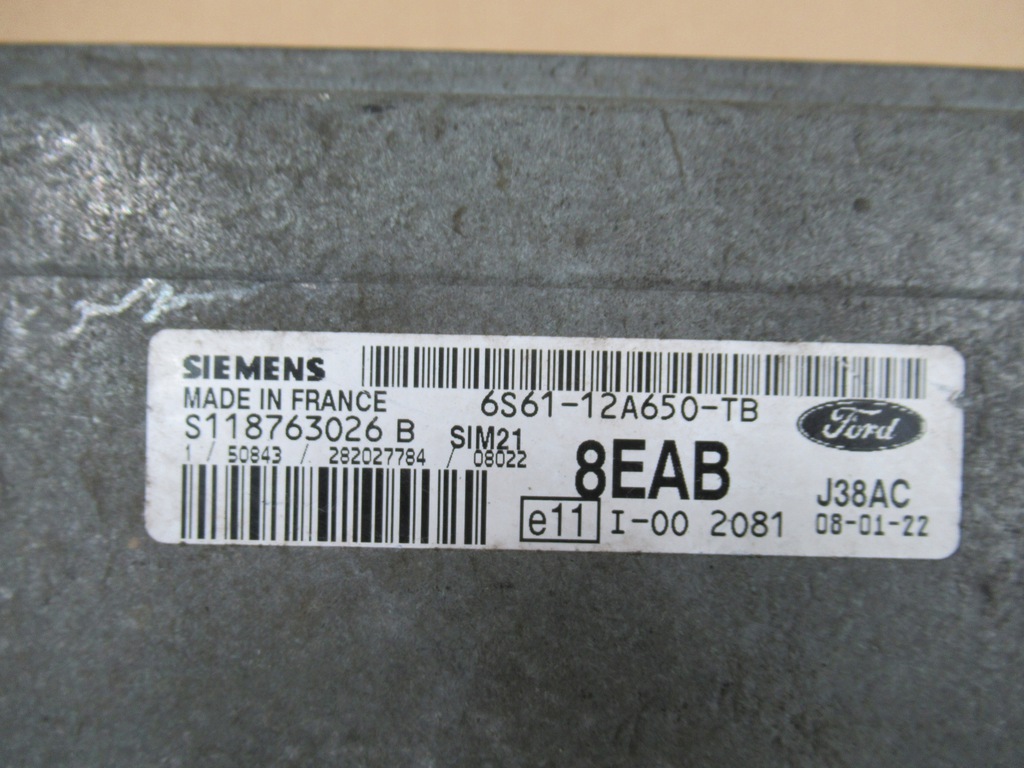 SIEMENS
MADE IN FRANCE
6S61-12A650-TB
Ford
S118763026 B
SIM21
1 / 50843 / 282027784 / 08022
8EAB
J38AC
e11 I-00 2081
08-01-22